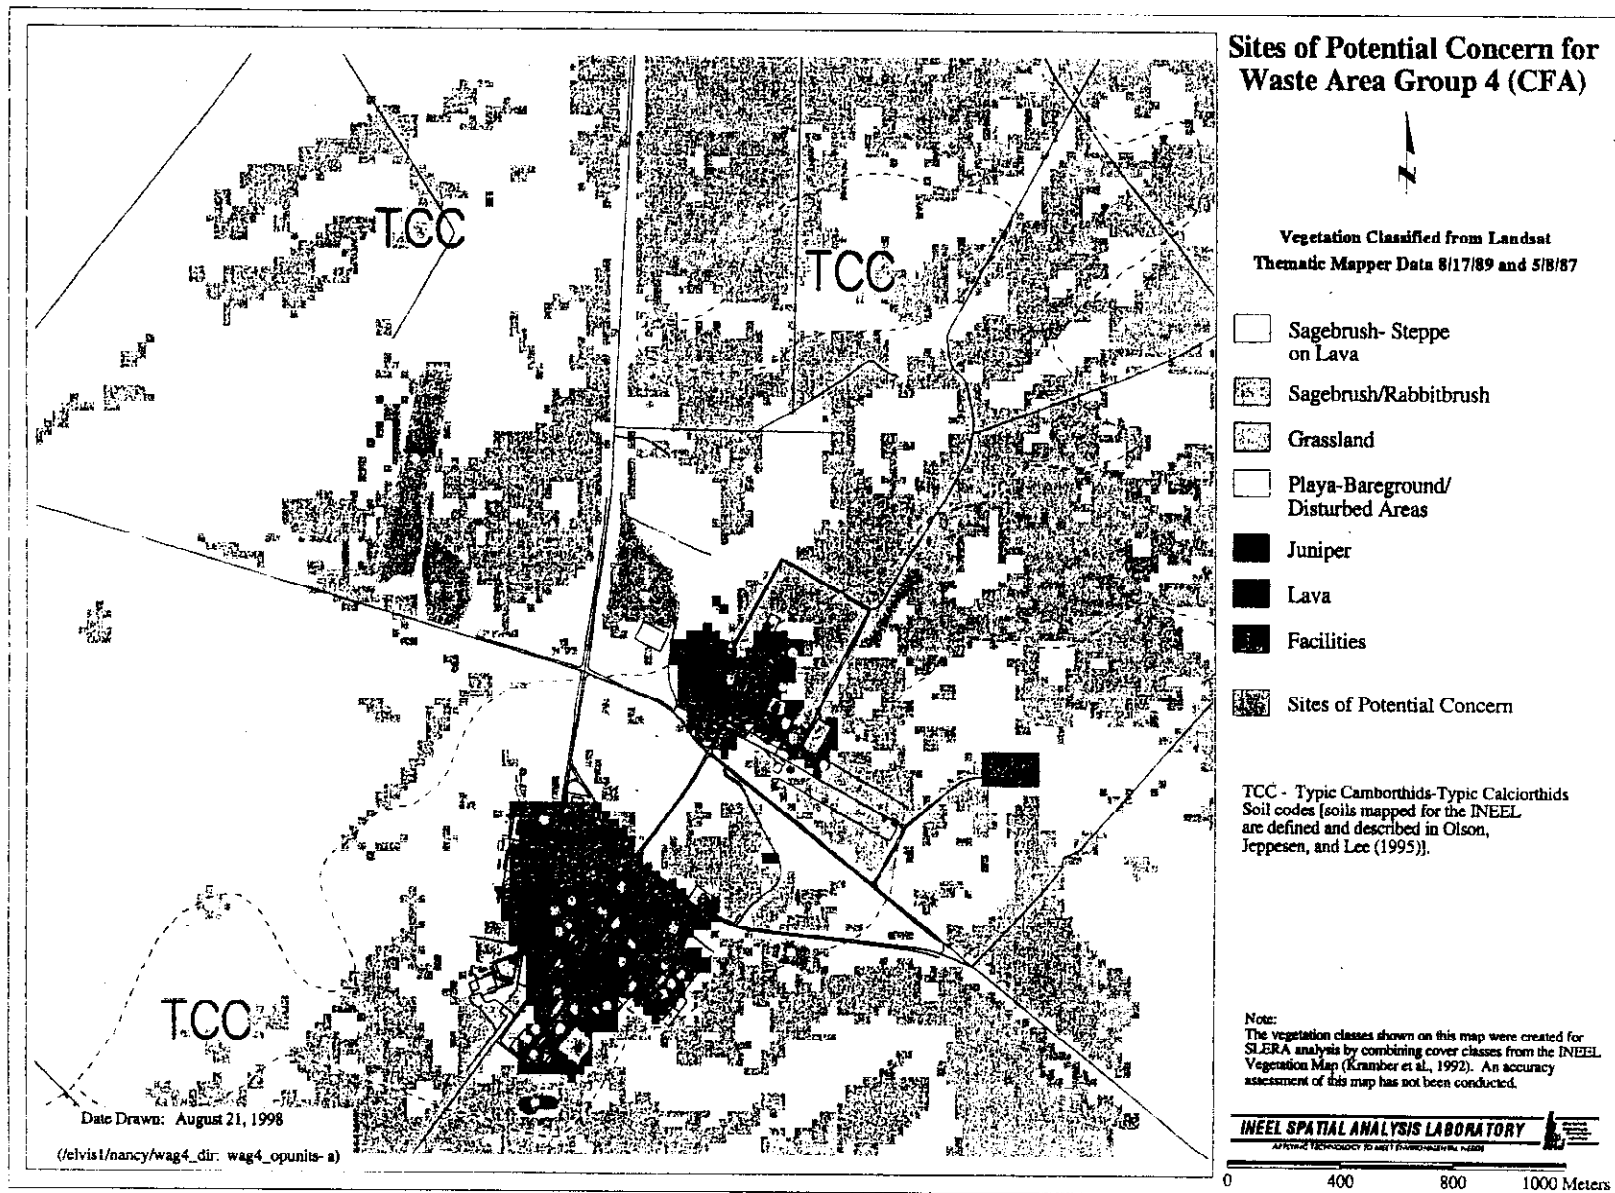 Sites of Potential Concern for
Waste Area Group 4 (CFA)
N
Vegetation Classified from Landsat
Thematic Mapper Data 8/17/89 and 5/8/87
Sagebrush- Steppe
on Lava
Sagebrush/Rabbitbrush
Grassland
Playa-Bareground/
Disturbed Areas
Juniper
Lava
Facilities
Sites of Potential Concern
TCC - Typic Camborthids-Typic Calciorthids
Soil codes [soils mapped for the INEEL
are defined and described in Olson,
Jeppesen, and Lee (1995)].
Note:
The vegetation classes shown on this map were created for
SLERA analysis by combining cover classes from the INEEL
Vegetation Map (Kramber et al., 1992). An accuracy
assessment of this map has not been conducted.
INEEL SPATIAL ANALYSIS LABORATORY
APPLYING TECHNOLOGY TO MEET ENVIRONMENTAL NEEDS
0 400 800 1000 Meters
TCC
TCC
TCC
Date Drawn: August 21, 1998
(/elvis1/nancy/wag4_dir: wag4_opunits- a)